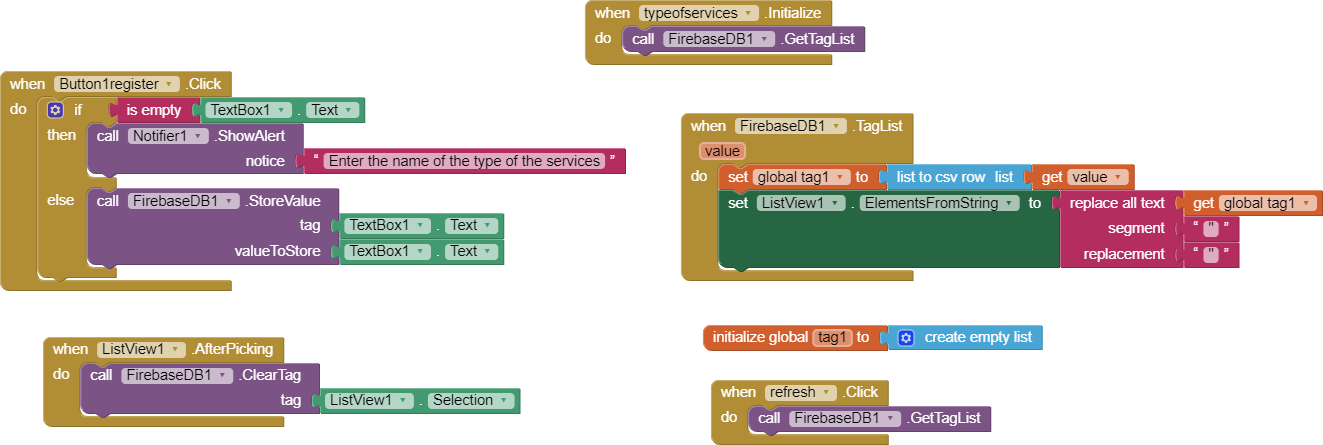 when typeofservices .Initialize
do call FirebaseDB1 .GetTagList
when Button1register .Click
do if is empty TextBox1 . Text
then call Notifier1 .ShowAlert
notice “ Enter the name of the type of the services ”
else call FirebaseDB1 .StoreValue
tag TextBox1 . Text
valueToStore TextBox1 . Text
when FirebaseDB1 .TagList
value
do set global tag1 to list to csv row list get value
set ListView1 . ElementsFromString to replace all text get global tag1
segment “ " ”
replacement “ " ”
when ListView1 .AfterPicking
do call FirebaseDB1 .ClearTag
tag ListView1 . Selection
initialize global tag1 to create empty list
when refresh .Click
do call FirebaseDB1 .GetTagList